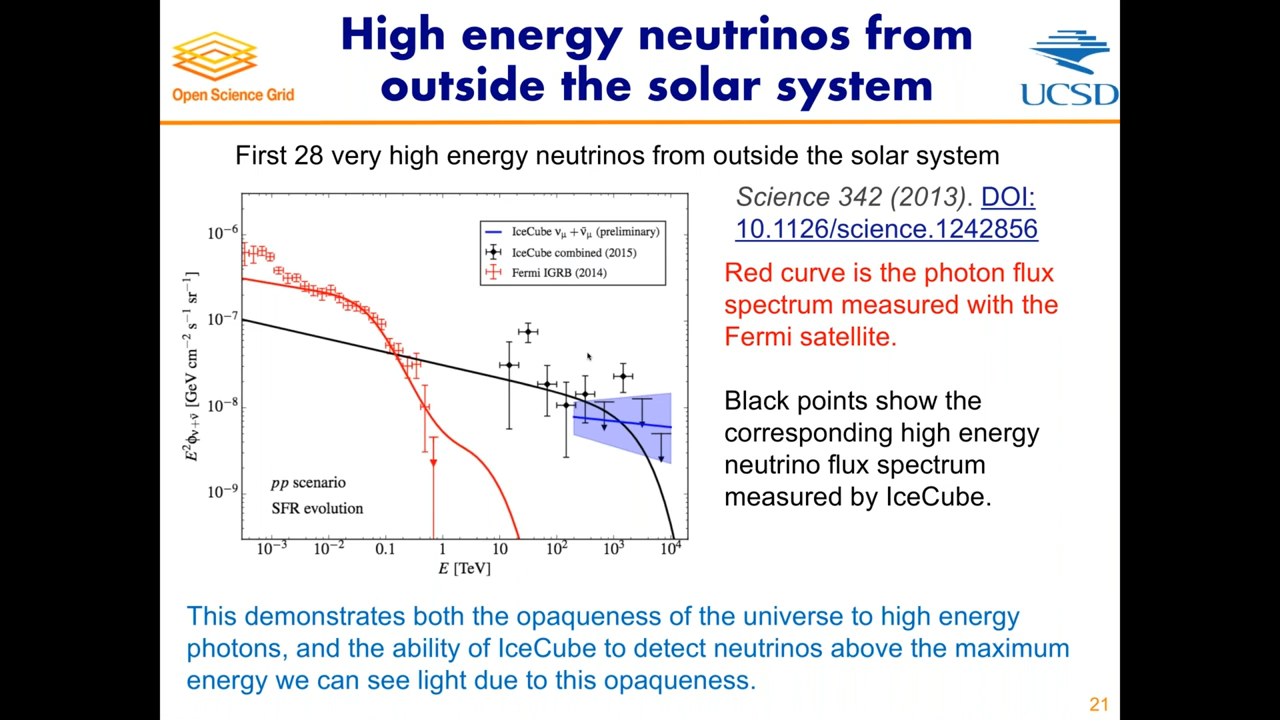 High energy neutrinos from
outside the solar system
Open Science Grid
UCSD
First 28 very high energy neutrinos from outside the solar system
Science 342 (2013). DOI:
10.1126/science.1242856
Red curve is the photon flux
spectrum measured with the
Fermi satellite.
Black points show the
corresponding high energy
neutrino flux spectrum
measured by IceCube.
IceCube νμ + ν̄μ (preliminary)
IceCube combined (2015)
Fermi IGRB (2014)
10⁻⁶
10⁻⁷
10⁻⁸
10⁻⁹
E²ϕν+ν̄ [GeV cm⁻² s⁻¹ sr⁻¹]
pp scenario
SFR evolution
10⁻³ 10⁻² 0.1 1 10 10² 10³ 10⁴
E [TeV]
This demonstrates both the opaqueness of the universe to high energy
photons, and the ability of IceCube to detect neutrinos above the maximum
energy we can see light due to this opaqueness.
21